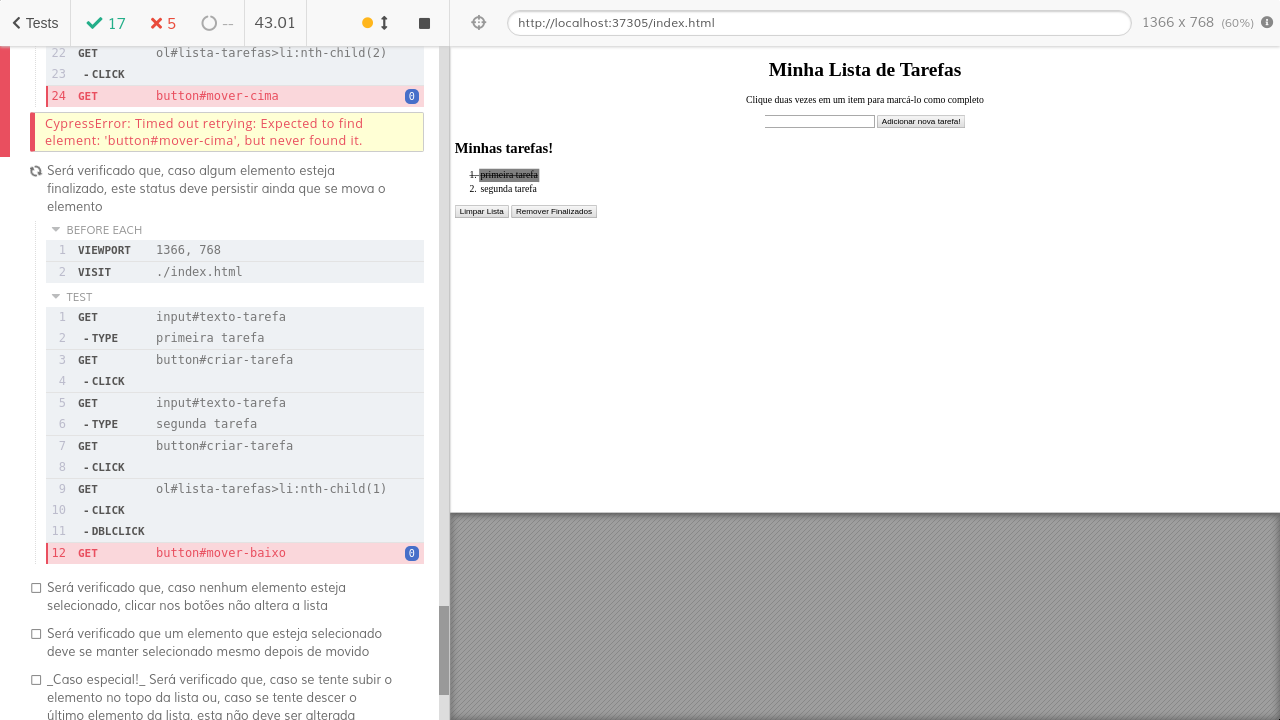 Tests
17
5
--
43.01
http://localhost:37305/index.html
1366 x 768 (60%)
22 GET ol#lista-tarefas>li:nth-child(2)
23 - CLICK
24 GET button#mover-cima 0
CypressError: Timed out retrying: Expected to find
element: 'button#mover-cima', but never found it.
Será verificado que, caso algum elemento esteja
finalizado, este status deve persistir ainda que se mova o
elemento
BEFORE EACH
1 VIEWPORT 1366, 768
2 VISIT ./index.html
TEST
1 GET input#texto-tarefa
2 - TYPE primeira tarefa
3 GET button#criar-tarefa
4 - CLICK
5 GET input#texto-tarefa
6 - TYPE segunda tarefa
7 GET button#criar-tarefa
8 - CLICK
9 GET ol#lista-tarefas>li:nth-child(1)
10 - CLICK
11 - DBLCLICK
12 GET button#mover-baixo 0
Será verificado que, caso nenhum elemento esteja
selecionado, clicar nos botões não altera a lista
Será verificado que um elemento que esteja selecionado
deve se manter selecionado mesmo depois de movido
_Caso especial!_ Será verificado que, caso se tente subir o
elemento no topo da lista ou, caso se tente descer o
último elemento da lista, esta não deve ser alterada
Minha Lista de Tarefas
Clique duas vezes em um item para marcá-lo como completo
Adicionar nova tarefa!
Minhas tarefas!
1. primeira tarefa
2. segunda tarefa
Limpar Lista Remover Finalizados